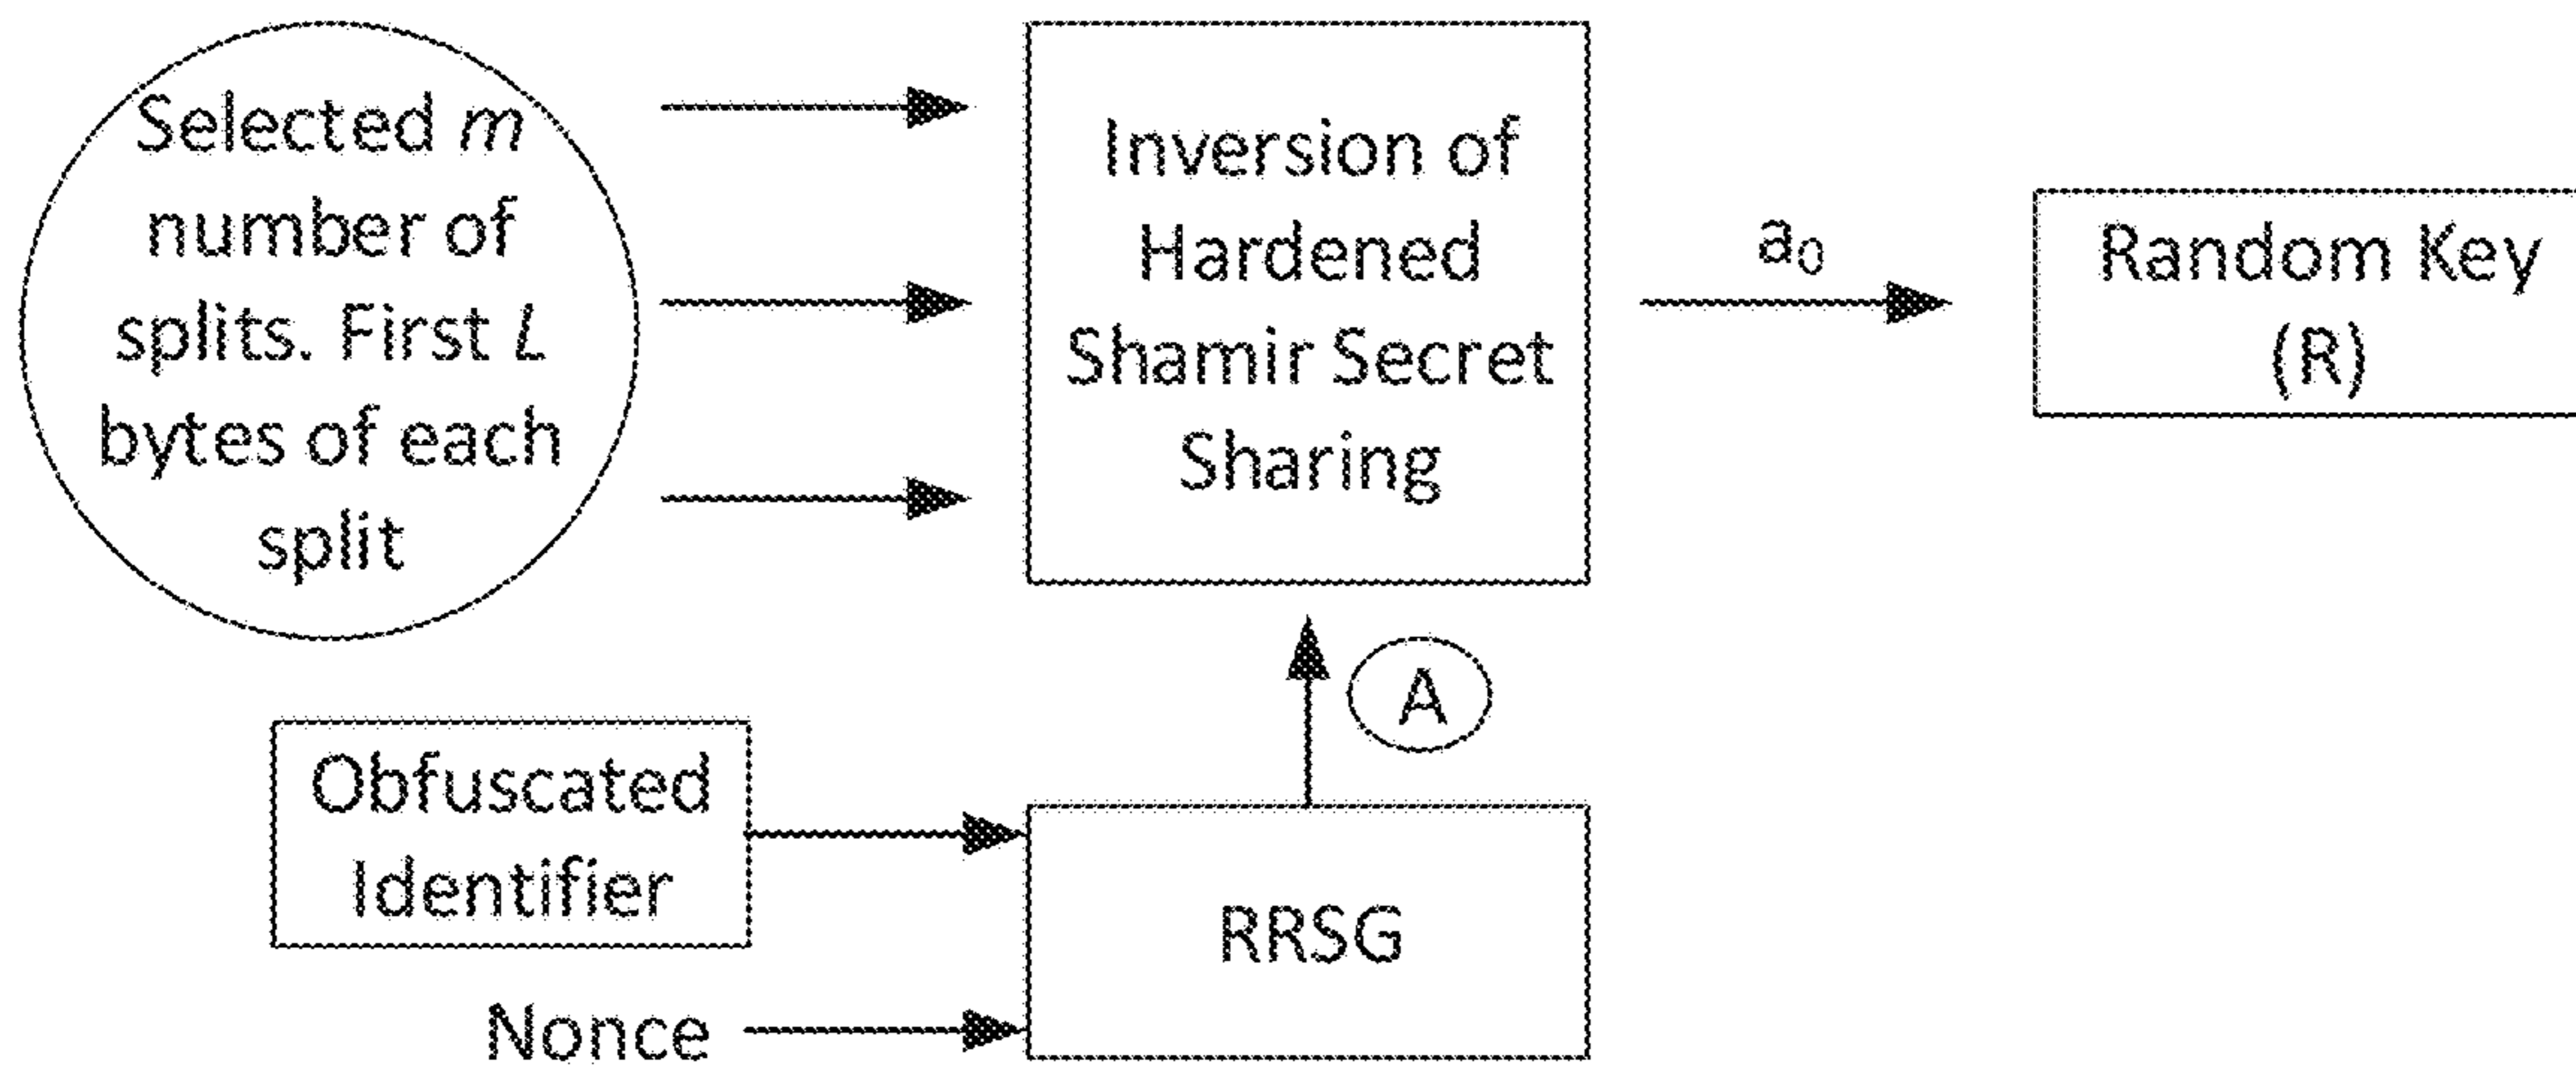 Selected m
number of
splits. First L
bytes of each
split
Inversion of
Hardened
Shamir Secret
Sharing
a₀
Random Key
(R)
A
Obfuscated
Identifier
Nonce
RRSG